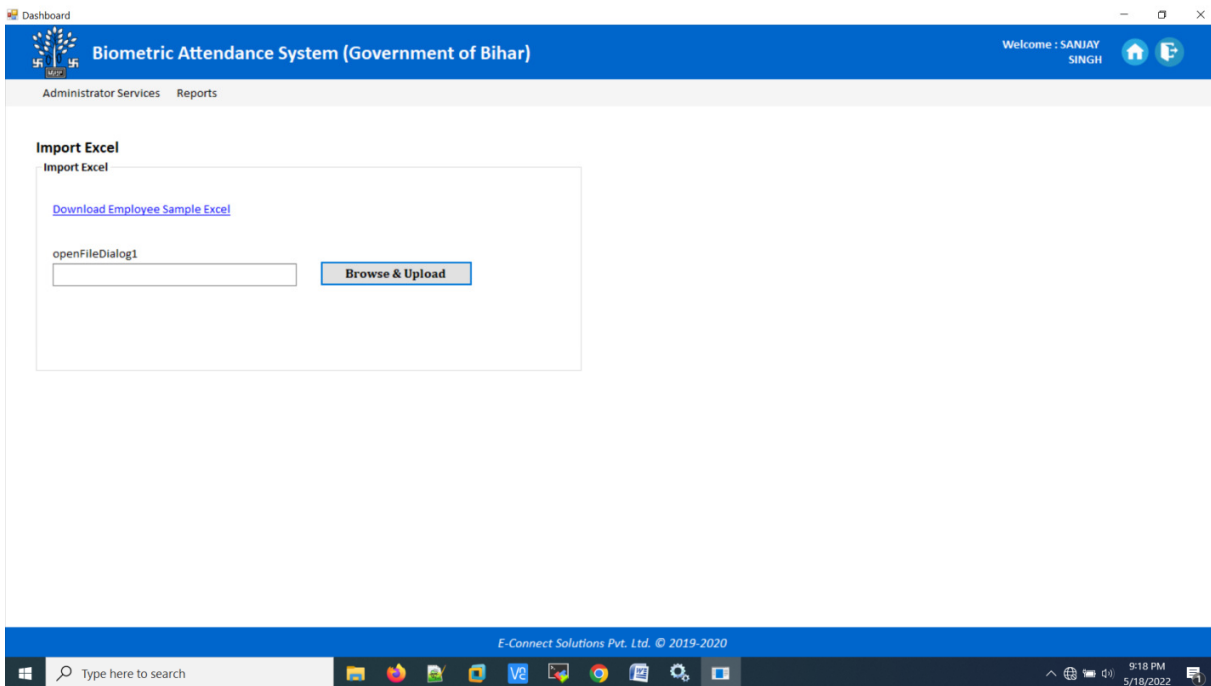 Dashboard
Biometric Attendance System (Government of Bihar)
Welcome : SANJAY
SINGH
Administrator Services Reports
Import Excel
Import Excel
Download Employee Sample Excel
openFileDialog1
Browse & Upload
E-Connect Solutions Pvt. Ltd. © 2019-2020
Type here to search
9:18 PM
5/18/2022